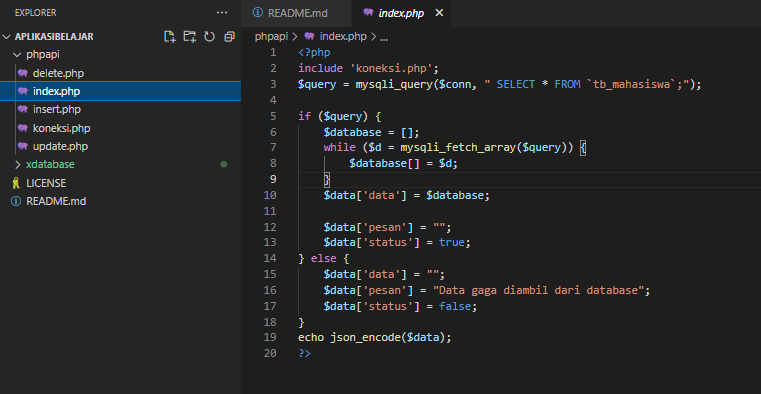 EXPLORER
APLIKASIBELAJAR
phpapi
delete.php
index.php
insert.php
koneksi.php
update.php
xdatabase
LICENSE
README.md
README.md
index.php
phpapi > index.php > ...
1 <?php
2 include 'koneksi.php';
3 $query = mysqli_query($conn, " SELECT * FROM `tb_mahasiswa`;");
4
5 if ($query) {
6     $database = [];
7     while ($d = mysqli_fetch_array($query)) {
8         $database[] = $d;
9     }
10     $data['data'] = $database;
11
12     $data['pesan'] = "";
13     $data['status'] = true;
14 } else {
15     $data['data'] = "";
16     $data['pesan'] = "Data gaga diambil dari database";
17     $data['status'] = false;
18 }
19 echo json_encode($data);
20 ?>